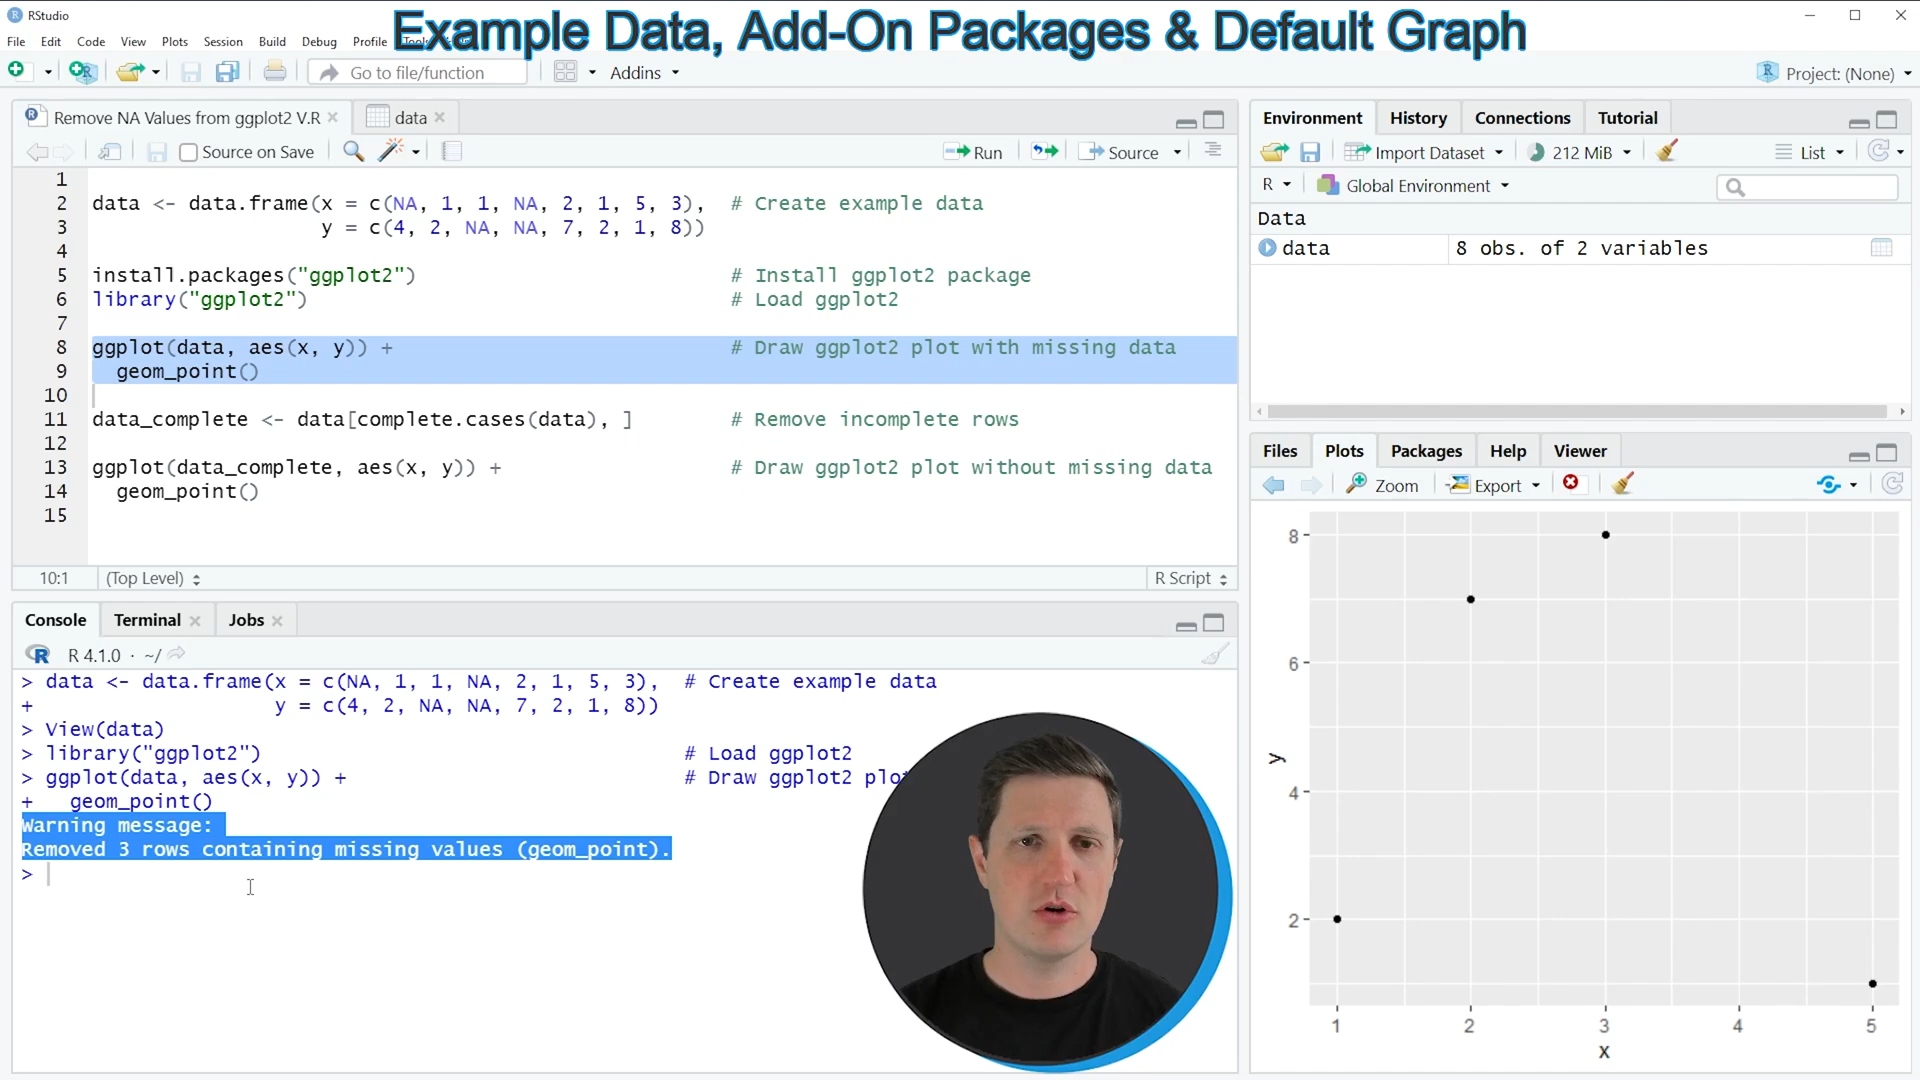 RStudio
Example Data, Add-On Packages & Default Graph
File Edit Code View Plots Session Build Debug Profile
Go to file/function Addins Project: (None)
Remove NA Values from ggplot2 V.R data
Source on Save Run Source
1
2 data <- data.frame(x = c(NA, 1, 1, NA, 2, 1, 5, 3), # Create example data
3 y = c(4, 2, NA, NA, 7, 2, 1, 8))
4
5 install.packages("ggplot2") # Install ggplot2 package
6 library("ggplot2") # Load ggplot2
7
8 ggplot(data, aes(x, y)) + # Draw ggplot2 plot with missing data
9 geom_point()
10
11 data_complete <- data[complete.cases(data), ] # Remove incomplete rows
12
13 ggplot(data_complete, aes(x, y)) + # Draw ggplot2 plot without missing data
14 geom_point()
15
10:1 (Top Level) R Script
Console Terminal Jobs
R 4.1.0 · ~/
> data <- data.frame(x = c(NA, 1, 1, NA, 2, 1, 5, 3), # Create example data
+ y = c(4, 2, NA, NA, 7, 2, 1, 8))
> View(data)
> library("ggplot2") # Load ggplot2
> ggplot(data, aes(x, y)) + # Draw ggplot2 plo
+ geom_point()
Warning message:
Removed 3 rows containing missing values (geom_point).
>
Environment History Connections Tutorial
Import Dataset 212 MiB List
R Global Environment
Data
data 8 obs. of 2 variables
Files Plots Packages Help Viewer
Zoom Export
8
6
y
4
2
1 2 3 4 5
x